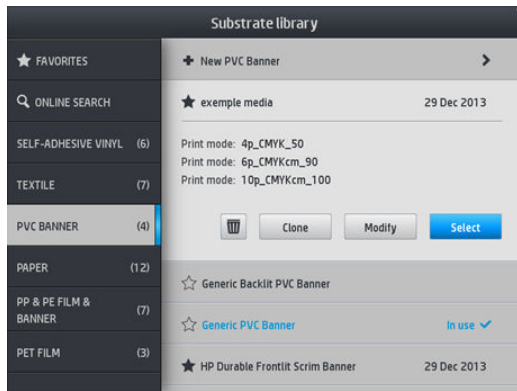 Substrate library
FAVORITES
ONLINE SEARCH
SELF-ADHESIVE VINYL (6)
TEXTILE (7)
PVC BANNER (4)
PAPER (12)
PP & PE FILM &
BANNER (7)
PET FILM (3)
New PVC Banner
exemple media 29 Dec 2013
Print mode: 4p_CMYK_50
Print mode: 6p_CMYKcm_90
Print mode: 10p_CMYKcm_100
Clone Modify Select
Generic Backlit PVC Banner
Generic PVC Banner In use
HP Durable Frontlit Scrim Banner 29 Dec 2013